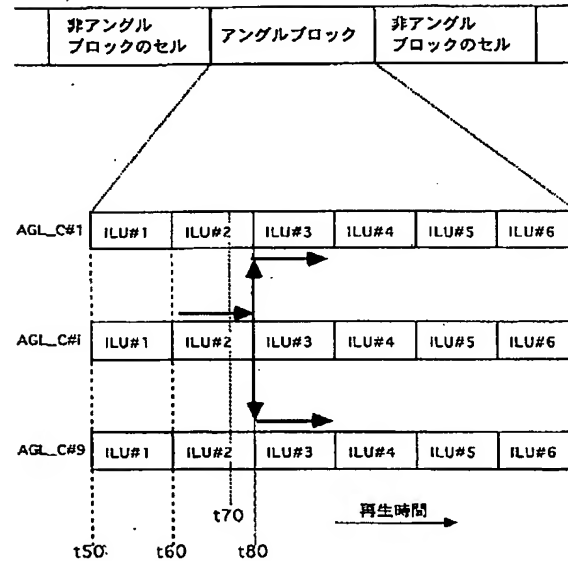 非アングル
ブロックのセル
アングルブロック
非アングル
ブロックのセル
AGL_C#1 ILU#1 ILU#2 ILU#3 ILU#4 ILU#5 ILU#6
AGL_C#i ILU#1 ILU#2 ILU#3 ILU#4 ILU#5 ILU#6
AGL_C#9 ILU#1 ILU#2 ILU#3 ILU#4 ILU#5 ILU#6
t70 再生時間
t50 t60 t80